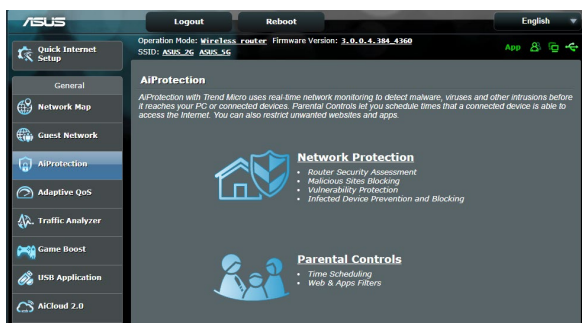 ASUS
Logout
Reboot
English
Quick Internet Setup
Operation Mode: Wireless router Firmware Version: 3.0.0.4.384_4360
SSID: ASUS_2G ASUS_5G
App
General
Network Map
Guest Network
AiProtection
Adaptive QoS
Traffic Analyzer
Game Boost
USB Application
AiCloud 2.0
AiProtection
AiProtection with Trend Micro uses real-time network monitoring to detect malware, viruses and other intrusions before
it reaches your PC or connected devices. Parental Controls let you schedule times that a connected device is able to
access the Internet. You can also restrict unwanted websites and apps.
Network Protection
• Router Security Assessment
• Malicious Sites Blocking
• Vulnerability Protection
• Infected Device Prevention and Blocking
Parental Controls
• Time Scheduling
• Web & Apps Filters